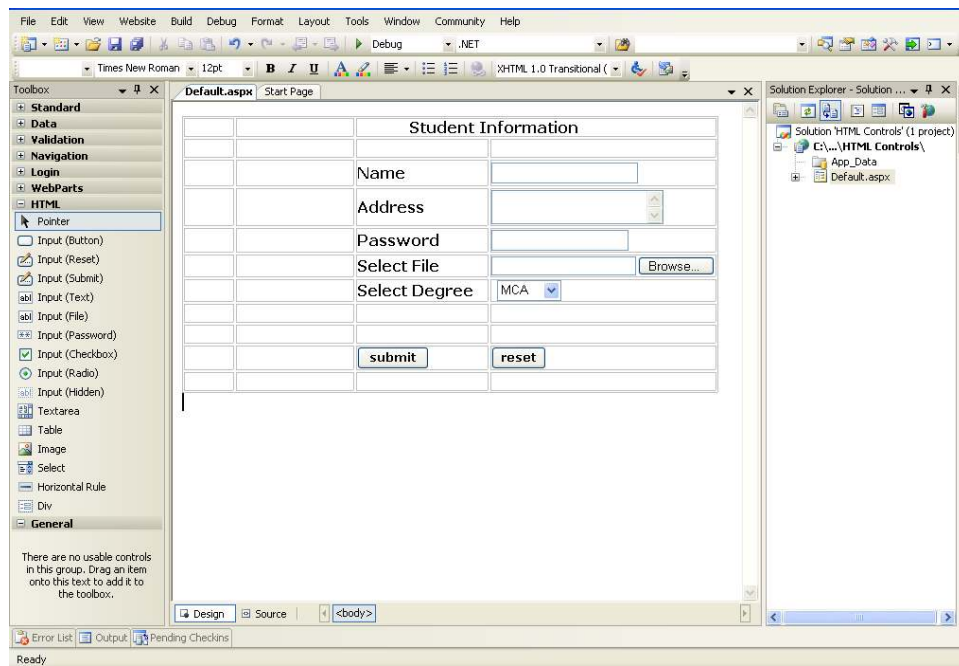 File Edit View Website Build Debug Format Layout Tools Window Community Help
Debug .NET
Times New Roman 12pt B I U A XHTML 1.0 Transitional (
Toolbox
Standard
Data
Validation
Navigation
Login
WebParts
HTML
Pointer
Input (Button)
Input (Reset)
Input (Submit)
Input (Text)
Input (File)
Input (Password)
Input (Checkbox)
Input (Radio)
Input (Hidden)
Textarea
Table
Image
Select
Horizontal Rule
Div
General
There are no usable controls
in this group. Drag an item
onto this text to add it to
the toolbox.
Default.aspx Start Page
Student Information
Name
Address
Password
Select File Browse...
Select Degree MCA
submit reset
Design Source <body>
Solution Explorer - Solution ...
Solution 'HTML Controls' (1 project)
C:\...\HTML Controls\
App_Data
Default.aspx
Error List Output Pending Checkins
Ready